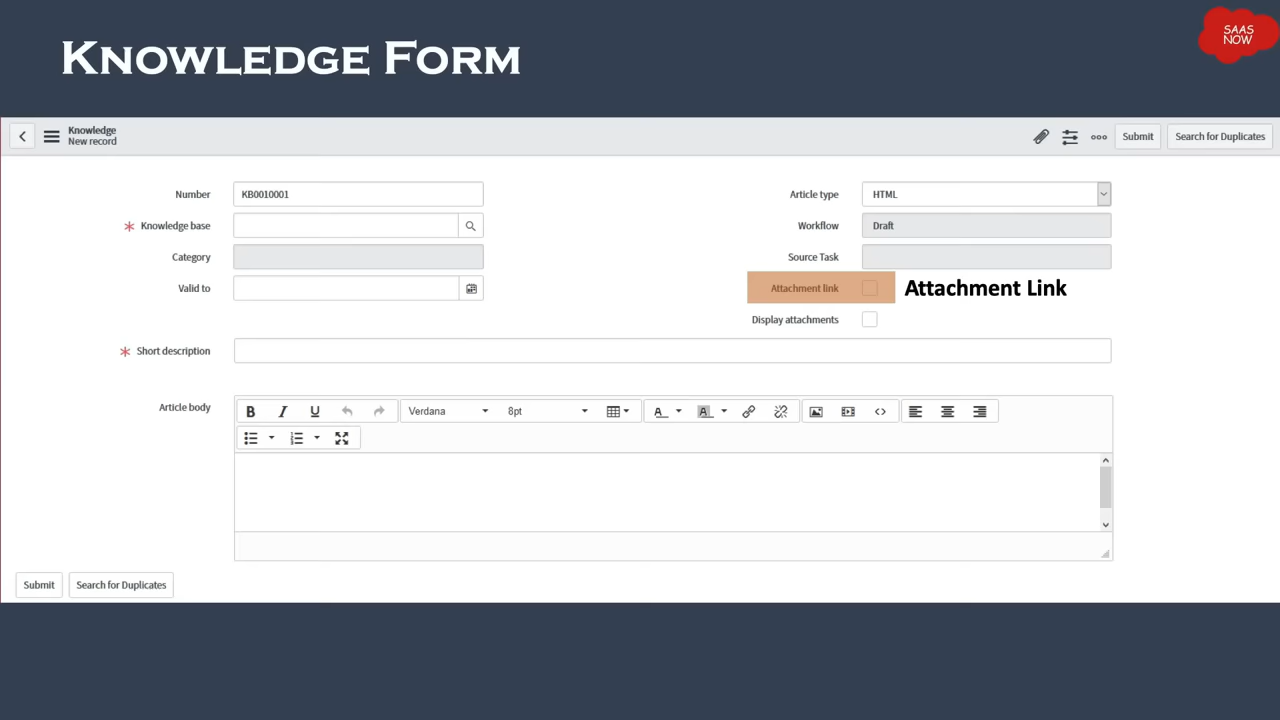 KNOWLEDGE FORM
SAAS
NOW
Knowledge
New record
Submit
Search for Duplicates
Number
KB0010001
Article type
HTML
Knowledge base
Workflow
Draft
Category
Source Task
Valid to
Attachment link
Attachment Link
Display attachments
Short description
Article body
B I U
Verdana
8pt
A
A
Submit
Search for Duplicates